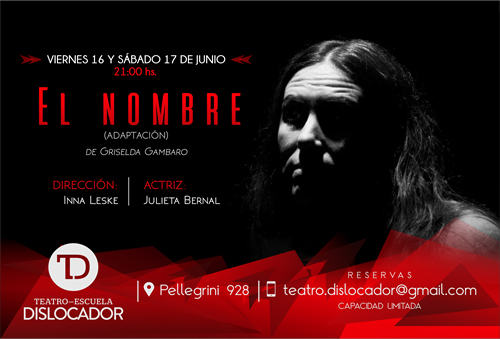 VIERNES 16 Y SÁBADO 17 DE JUNIO
21:00 hs.
EL NOMBRE
(ADAPTACIÓN)
DE GRISELDA GAMBARO
DIRECCIÓN:
INNA LESKE
ACTRIZ:
JULIETA BERNAL
TD
TEATRO-ESCUELA
DISLOCADOR
Pellegrini 928
RESERVAS
teatro.dislocador@gmail.com
CAPACIDAD LIMITADA